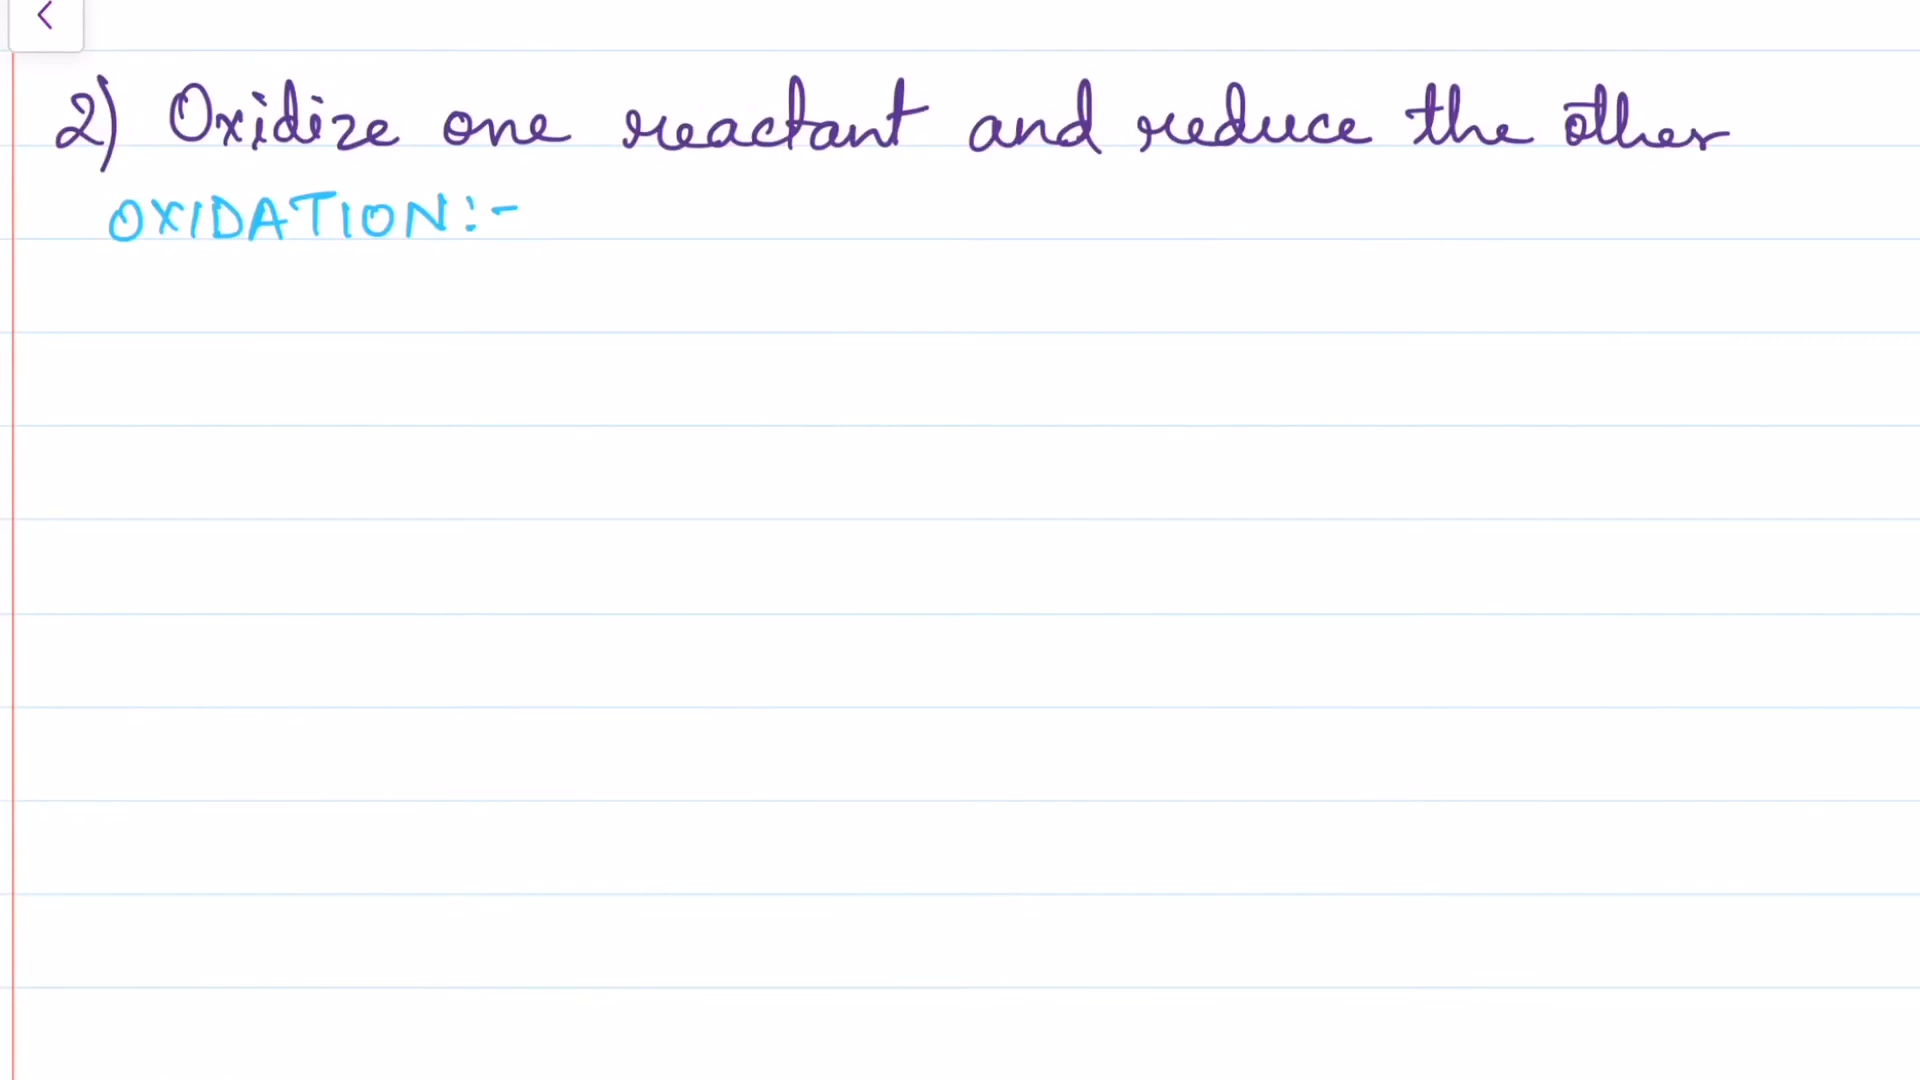 2) Oxidize one reactant and reduce the other
OXIDATION:-